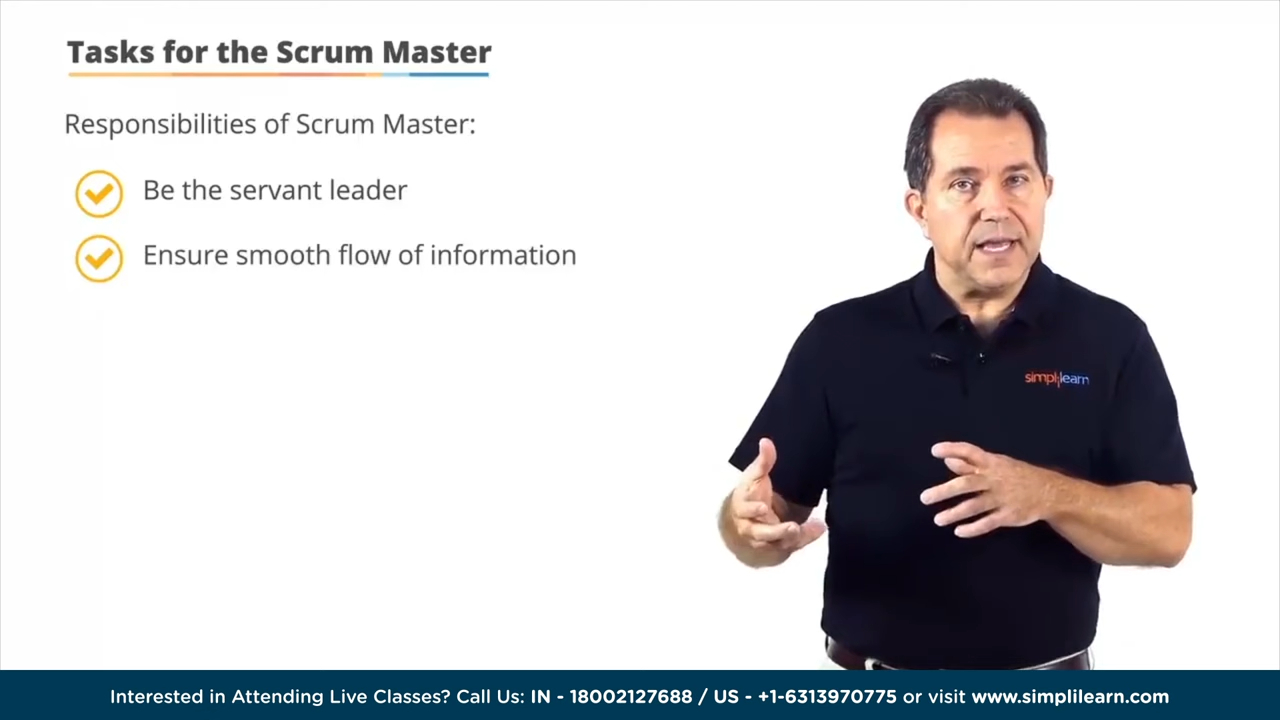 Tasks for the Scrum Master
Responsibilities of Scrum Master:
Be the servant leader
Ensure smooth flow of information
simplilearn
Interested in Attending Live Classes? Call Us: IN - 18002127688 / US - +1-6313970775 or visit www.simplilearn.com